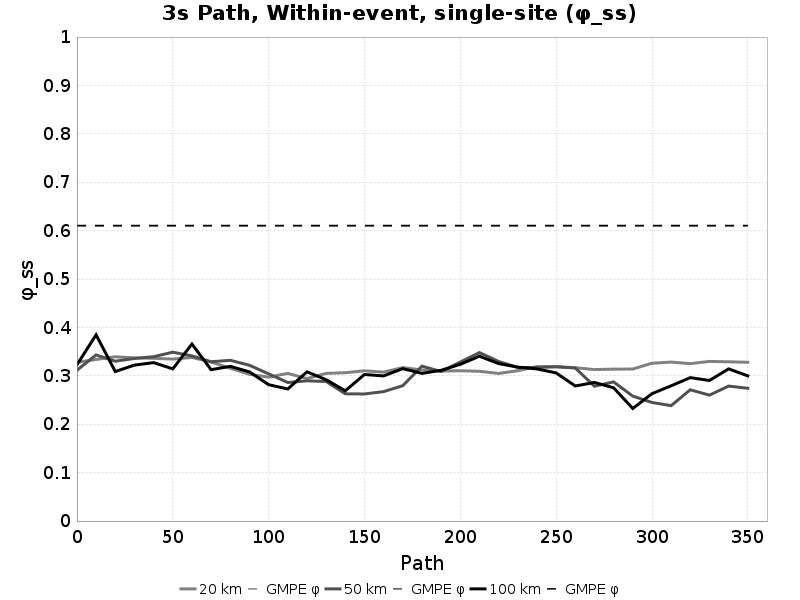 3s Path, Within-event, single-site (φ_ss)
1
0.9
0.8
0.7
0.6
0.5
0.4
0.3
0.2
0.1
0
φ_ss
0 50 100 150 200 250 300 350
Path
20 km GMPE φ 50 km GMPE φ 100 km GMPE φ